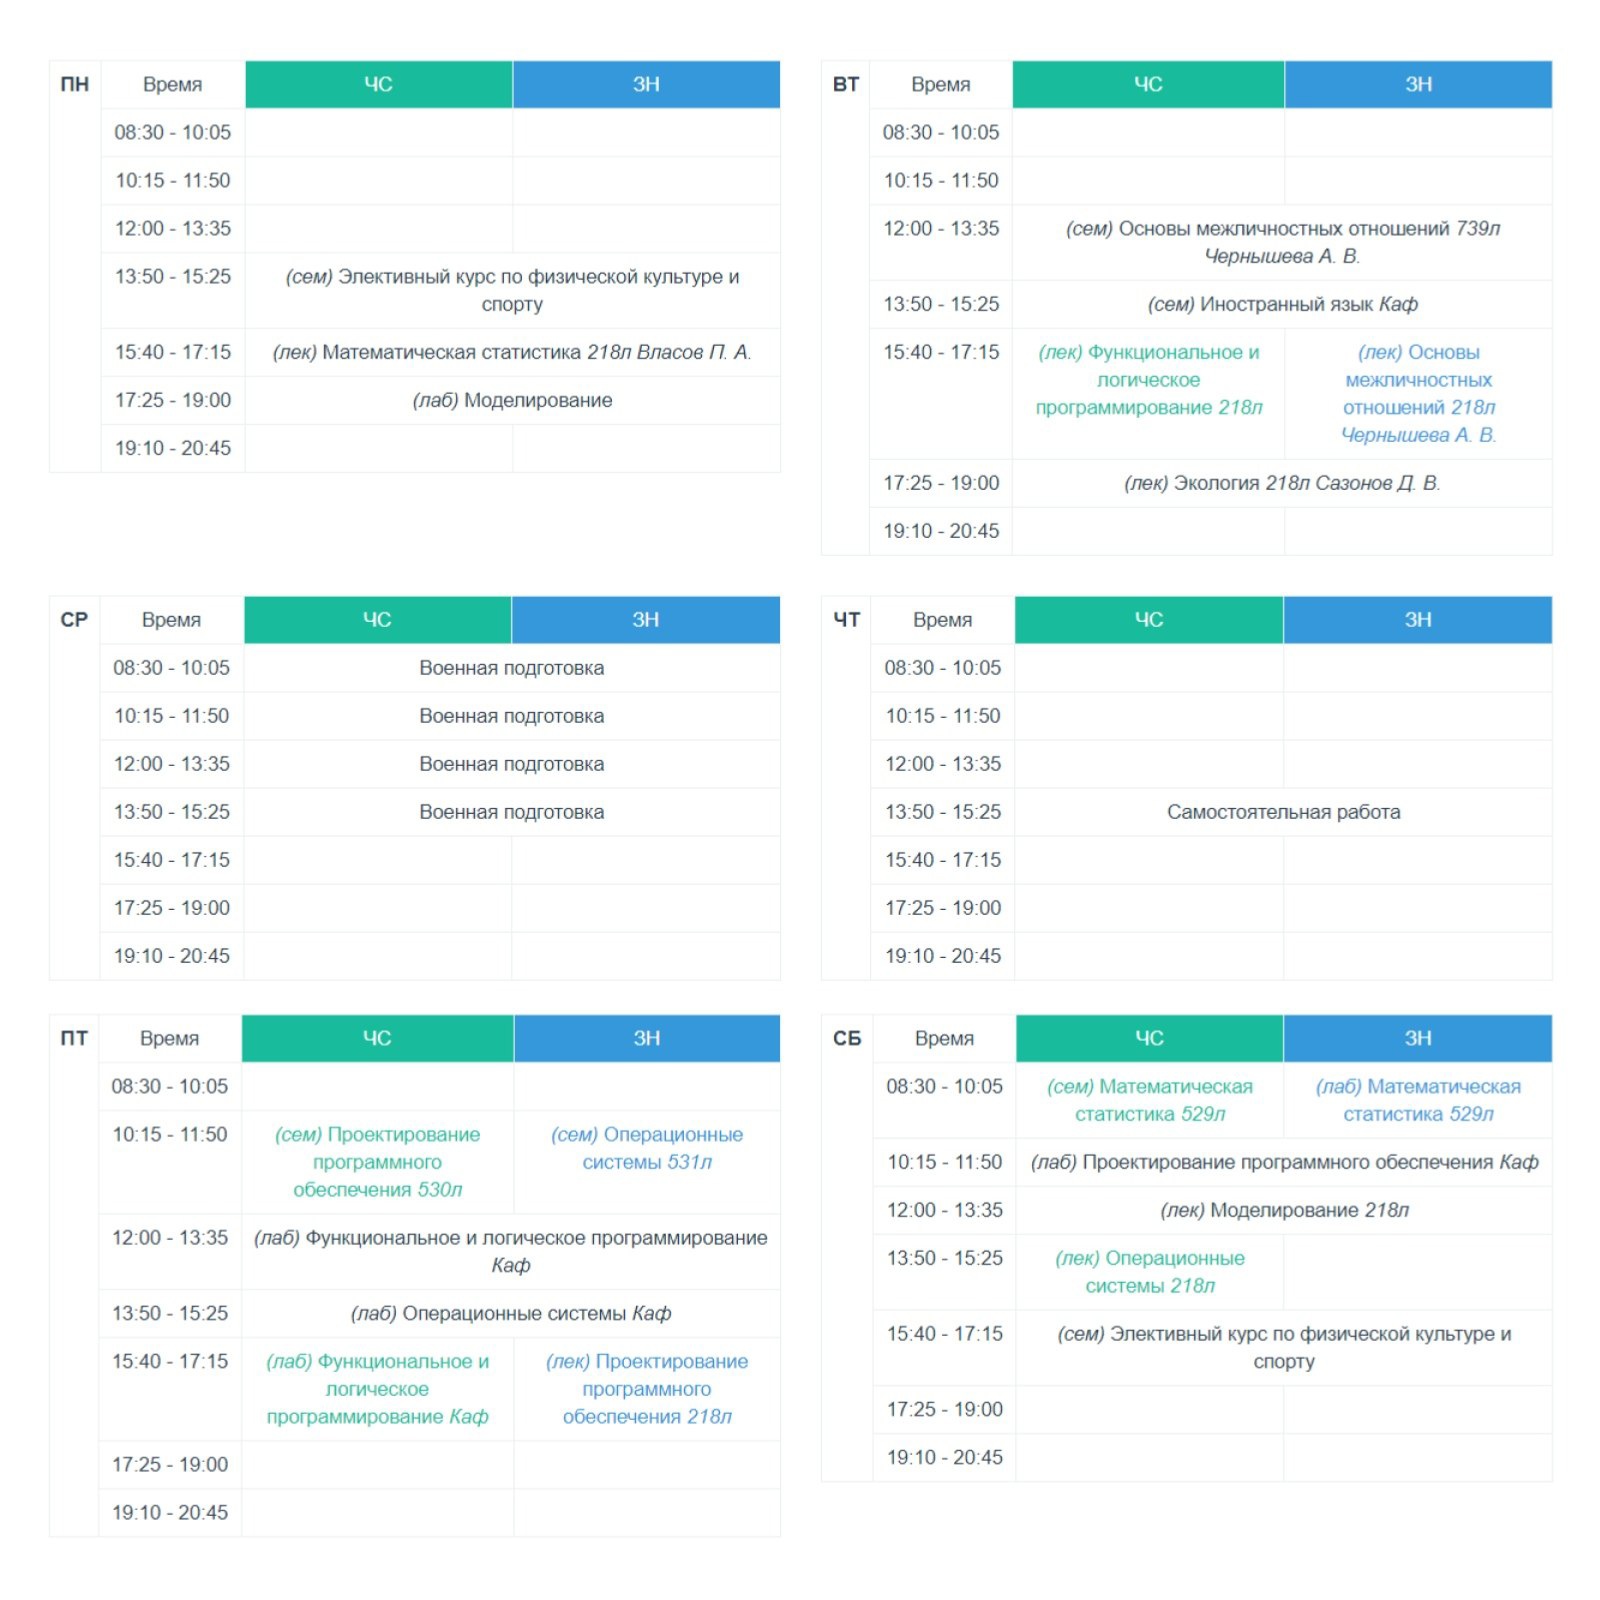 ПН Время ЧС ЗН
08:30 - 10:05
10:15 - 11:50
12:00 - 13:35
13:50 - 15:25 (сем) Элективный курс по физической культуре и
спорту
15:40 - 17:15 (лек) Математическая статистика 218л Власов П. А.
17:25 - 19:00 (лаб) Моделирование
19:10 - 20:45
ВТ Время ЧС ЗН
08:30 - 10:05
10:15 - 11:50
12:00 - 13:35 (сем) Основы межличностных отношений 739л
Чернышева А. В.
13:50 - 15:25 (сем) Иностранный язык Каф
15:40 - 17:15 (лек) Функциональное и
логическое
программирование 218л
(лек) Основы
межличностных
отношений 218л
Чернышева А. В.
17:25 - 19:00 (лек) Экология 218л Сазонов Д. В.
19:10 - 20:45
СР Время ЧС ЗН
08:30 - 10:05 Военная подготовка
10:15 - 11:50 Военная подготовка
12:00 - 13:35 Военная подготовка
13:50 - 15:25 Военная подготовка
15:40 - 17:15
17:25 - 19:00
19:10 - 20:45
ЧТ Время ЧС ЗН
08:30 - 10:05
10:15 - 11:50
12:00 - 13:35
13:50 - 15:25 Самостоятельная работа
15:40 - 17:15
17:25 - 19:00
19:10 - 20:45
ПТ Время ЧС ЗН
08:30 - 10:05
10:15 - 11:50 (сем) Проектирование
программного
обеспечения 530л
(сем) Операционные
системы 531л
12:00 - 13:35 (лаб) Функциональное и логическое программирование
Каф
13:50 - 15:25 (лаб) Операционные системы Каф
15:40 - 17:15 (лаб) Функциональное и
логическое
программирование Каф
(лек) Проектирование
программного
обеспечения 218л
17:25 - 19:00
19:10 - 20:45
СБ Время ЧС ЗН
08:30 - 10:05 (сем) Математическая
статистика 529л
(лаб) Математическая
статистика 529л
10:15 - 11:50 (лаб) Проектирование программного обеспечения Каф
12:00 - 13:35 (лек) Моделирование 218л
13:50 - 15:25 (лек) Операционные
системы 218л
15:40 - 17:15 (сем) Элективный курс по физической культуре и
спорту
17:25 - 19:00
19:10 - 20:45